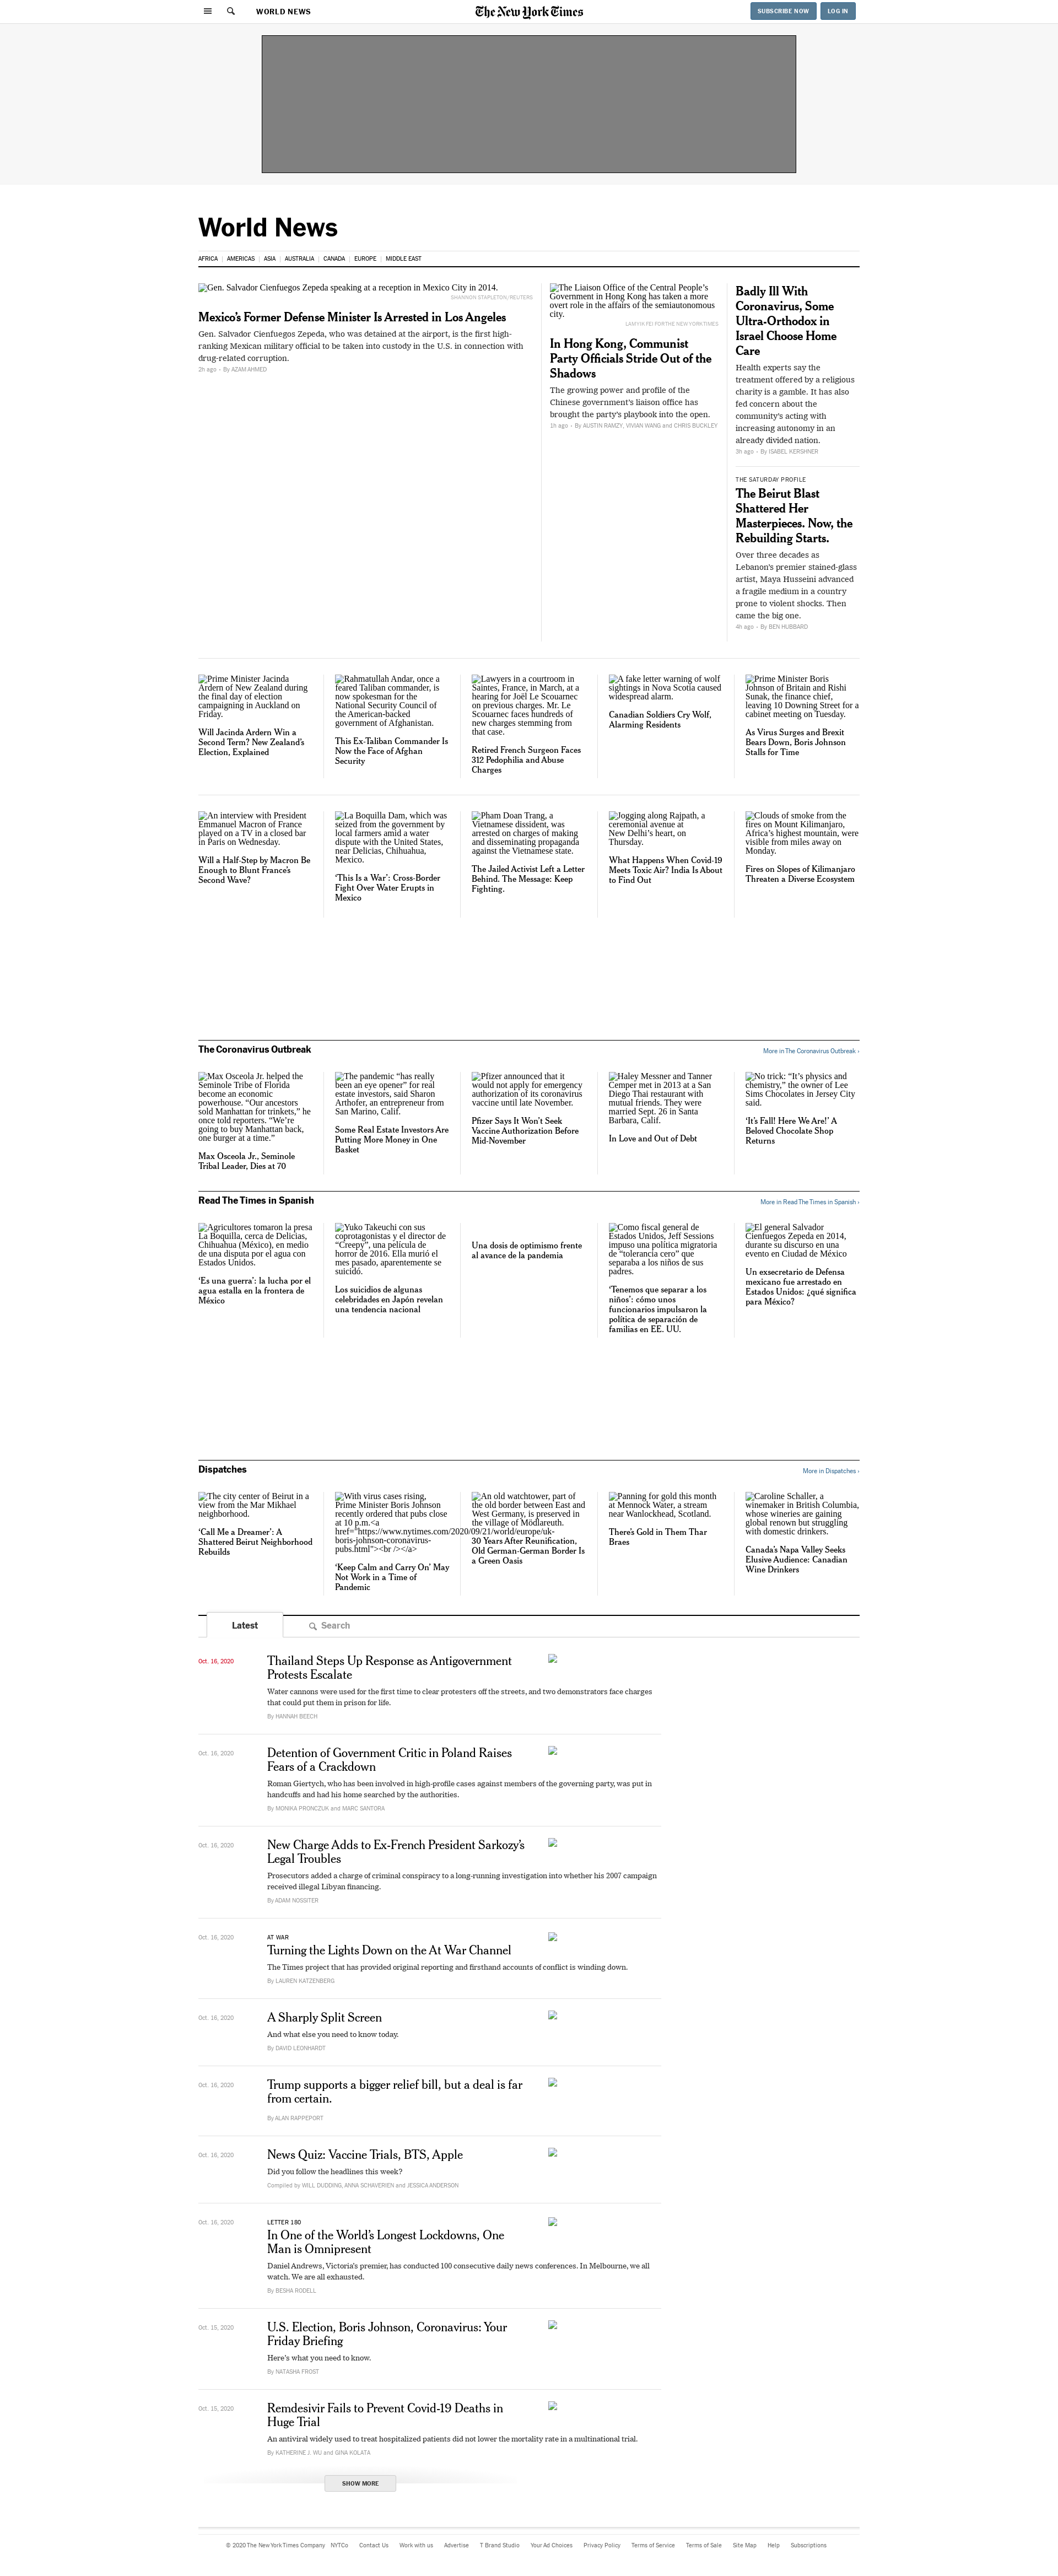 WORLD NEWS
The New York Times
SUBSCRIBE NOW
LOG IN
World News
AFRICA | AMERICAS | ASIA | AUSTRALIA | CANADA | EUROPE | MIDDLE EAST
Gen. Salvador Cienfuegos Zepeda speaking at a reception in Mexico City in 2014.
SHANNON STAPLETON/REUTERS
Mexico’s Former Defense Minister Is Arrested in Los Angeles
Gen. Salvador Cienfuegos Zepeda, who was detained at the airport, is the first high-
ranking Mexican military official to be taken into custody in the U.S. in connection with
drug-related corruption.
2h ago · By AZAM AHMED
The Liaison Office of the Central People’s
Government in Hong Kong has taken a more
overt role in the affairs of the semiautonomous
city.
LAM YIK FEI FOR THE NEW YORK TIMES
In Hong Kong, Communist
Party Officials Stride Out of the
Shadows
The growing power and profile of the
Chinese government’s liaison office has
brought the party’s playbook into the open.
1h ago · By AUSTIN RAMZY, VIVIAN WANG and CHRIS BUCKLEY
Badly Ill With
Coronavirus, Some
Ultra-Orthodox in
Israel Choose Home
Care
Health experts say the
treatment offered by a religious
charity is a gamble. It has also
fed concern about the
community’s acting with
increasing autonomy in an
already divided nation.
3h ago · By ISABEL KERSHNER
THE SATURDAY PROFILE
The Beirut Blast
Shattered Her
Masterpieces. Now, the
Rebuilding Starts.
Over three decades as
Lebanon’s premier stained-glass
artist, Maya Husseini advanced
a fragile medium in a country
prone to violent shocks. Then
came the big one.
4h ago · By BEN HUBBARD
Prime Minister Jacinda
Ardern of New Zealand during
the final day of election
campaigning in Auckland on
Friday.
Will Jacinda Ardern Win a
Second Term? New Zealand’s
Election, Explained
Rahmatullah Andar, once a
feared Taliban commander, is
now spokesman for the
National Security Council of
the American-backed
government of Afghanistan.
This Ex-Taliban Commander Is
Now the Face of Afghan
Security
Lawyers in a courtroom in
Saintes, France, in March, at a
hearing for Joël Le Scouarnec
on previous charges. Mr. Le
Scouarnec faces hundreds of
new charges stemming from
that case.
Retired French Surgeon Faces
312 Pedophilia and Abuse
Charges
A fake letter warning of wolf
sightings in Nova Scotia caused
widespread alarm.
Canadian Soldiers Cry Wolf,
Alarming Residents
Prime Minister Boris
Johnson of Britain and Rishi
Sunak, the finance chief,
leaving 10 Downing Street for a
cabinet meeting on Tuesday.
As Virus Surges and Brexit
Bears Down, Boris Johnson
Stalls for Time
An interview with President
Emmanuel Macron of France
played on a TV in a closed bar
in Paris on Wednesday.
Will a Half-Step by Macron Be
Enough to Blunt France’s
Second Wave?
La Boquilla Dam, which was
seized from the government by
local farmers amid a water
dispute with the United States,
near Delicias, Chihuahua,
Mexico.
‘This Is a War’: Cross-Border
Fight Over Water Erupts in
Mexico
Pham Doan Trang, a
Vietnamese dissident, was
arrested on charges of making
and disseminating propaganda
against the Vietnamese state.
The Jailed Activist Left a Letter
Behind. The Message: Keep
Fighting.
Jogging along Rajpath, a
ceremonial avenue at
New Delhi’s heart, on
Thursday.
What Happens When Covid-19
Meets Toxic Air? India Is About
to Find Out
Clouds of smoke from the
fires on Mount Kilimanjaro,
Africa’s highest mountain, were
visible from miles away on
Monday.
Fires on Slopes of Kilimanjaro
Threaten a Diverse Ecosystem
The Coronavirus Outbreak
More in The Coronavirus Outbreak ›
Max Osceola Jr. helped the
Seminole Tribe of Florida
become an economic
powerhouse. “Our ancestors
sold Manhattan for trinkets,” he
once told reporters. “We’re
going to buy Manhattan back,
one burger at a time.”
Max Osceola Jr., Seminole
Tribal Leader, Dies at 70
The pandemic “has really
been an eye opener” for real
estate investors, said Sharon
Arthofer, an entrepreneur from
San Marino, Calif.
Some Real Estate Investors Are
Putting More Money in One
Basket
Pfizer announced that it
would not apply for emergency
authorization of its coronavirus
vaccine until late November.
Pfizer Says It Won’t Seek
Vaccine Authorization Before
Mid-November
Haley Messner and Tanner
Cemper met in 2013 at a San
Diego Thai restaurant with
mutual friends. They were
married Sept. 26 in Santa
Barbara, Calif.
In Love and Out of Debt
No trick: “It’s physics and
chemistry,” the owner of Lee
Sims Chocolates in Jersey City
said.
‘It’s Fall! Here We Are!’ A
Beloved Chocolate Shop
Returns
Read The Times in Spanish
More in Read The Times in Spanish ›
Agricultores tomaron la presa
La Boquilla, cerca de Delicias,
Chihuahua (México), en medio
de una disputa por el agua con
Estados Unidos.
‘Es una guerra’: la lucha por el
agua estalla en la frontera de
México
Yuko Takeuchi con sus
coprotagonistas y el director de
“Creepy”, una película de
horror de 2016. Ella murió el
mes pasado, aparentemente se
suicidó.
Los suicidios de algunas
celebridades en Japón revelan
una tendencia nacional
Una dosis de optimismo frente
al avance de la pandemia
Como fiscal general de
Estados Unidos, Jeff Sessions
impuso una política migratoria
de “tolerancia cero” que
separaba a los niños de sus
padres.
‘Tenemos que separar a los
niños’: cómo unos
funcionarios impulsaron la
política de separación de
familias en EE. UU.
El general Salvador
Cienfuegos Zepeda en 2014,
durante su discurso en una
evento en Ciudad de México
Un exsecretario de Defensa
mexicano fue arrestado en
Estados Unidos: ¿qué significa
para México?
Dispatches
More in Dispatches ›
The city center of Beirut in a
view from the Mar Mikhael
neighborhood.
‘Call Me a Dreamer’: A
Shattered Beirut Neighborhood
Rebuilds
With virus cases rising,
Prime Minister Boris Johnson
recently ordered that pubs close
at 10 p.m.<a
href="https://www.nytimes.com/2020/09/21/world/europe/uk-
boris-johnson-coronavirus-
pubs.html"><br /></a>
‘Keep Calm and Carry On’ May
Not Work in a Time of
Pandemic
An old watchtower, part of
the old border between East and
West Germany, is preserved in
the village of Mödlareuth.
30 Years After Reunification,
Old German-German Border Is
a Green Oasis
Panning for gold this month
at Mennock Water, a stream
near Wanlockhead, Scotland.
There’s Gold in Them Thar
Braes
Caroline Schaller, a
winemaker in British Columbia,
whose wineries are gaining
global renown but struggling
with domestic drinkers.
Canada’s Napa Valley Seeks
Elusive Audience: Canadian
Wine Drinkers
Latest
Search
Oct. 16, 2020
Thailand Steps Up Response as Antigovernment
Protests Escalate
Water cannons were used for the first time to clear protesters off the streets, and two demonstrators face charges
that could put them in prison for life.
By HANNAH BEECH
Oct. 16, 2020
Detention of Government Critic in Poland Raises
Fears of a Crackdown
Roman Giertych, who has been involved in high-profile cases against members of the governing party, was put in
handcuffs and had his home searched by the authorities.
By MONIKA PRONCZUK and MARC SANTORA
Oct. 16, 2020
New Charge Adds to Ex-French President Sarkozy’s
Legal Troubles
Prosecutors added a charge of criminal conspiracy to a long-running investigation into whether his 2007 campaign
received illegal Libyan financing.
By ADAM NOSSITER
Oct. 16, 2020
AT WAR
Turning the Lights Down on the At War Channel
The Times project that has provided original reporting and firsthand accounts of conflict is winding down.
By LAUREN KATZENBERG
Oct. 16, 2020
A Sharply Split Screen
And what else you need to know today.
By DAVID LEONHARDT
Oct. 16, 2020
Trump supports a bigger relief bill, but a deal is far
from certain.
By ALAN RAPPEPORT
Oct. 16, 2020
News Quiz: Vaccine Trials, BTS, Apple
Did you follow the headlines this week?
Compiled by WILL DUDDING, ANNA SCHAVERIEN and JESSICA ANDERSON
Oct. 16, 2020
LETTER 180
In One of the World’s Longest Lockdowns, One
Man is Omnipresent
Daniel Andrews, Victoria’s premier, has conducted 100 consecutive daily news conferences. In Melbourne, we all
watch. We are all exhausted.
By BESHA RODELL
Oct. 15, 2020
U.S. Election, Boris Johnson, Coronavirus: Your
Friday Briefing
Here’s what you need to know.
By NATASHA FROST
Oct. 15, 2020
Remdesivir Fails to Prevent Covid-19 Deaths in
Huge Trial
An antiviral widely used to treat hospitalized patients did not lower the mortality rate in a multinational trial.
By KATHERINE J. WU and GINA KOLATA
SHOW MORE
© 2020 The New York Times Company NYTCo Contact Us Work with us Advertise T Brand Studio Your Ad Choices Privacy Policy Terms of Service Terms of Sale Site Map Help Subscriptions